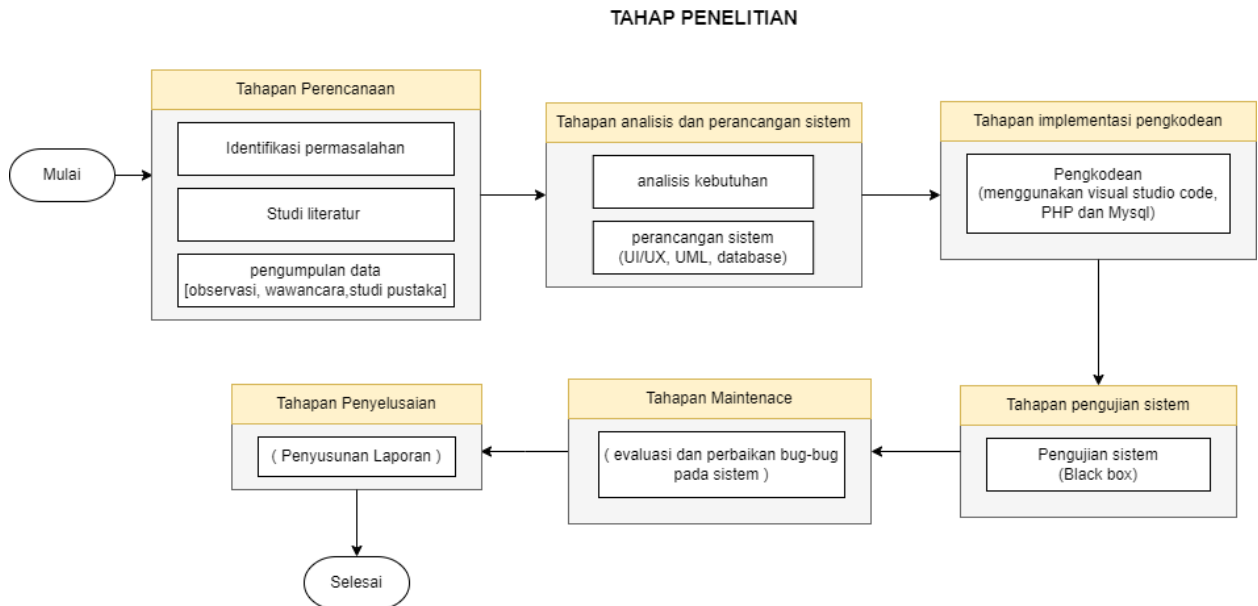 TAHAP PENELITIAN
Mulai
Tahapan Perencanaan
Identifikasi permasalahan
Studi literatur
pengumpulan data
[observasi, wawancara,studi pustaka]
Tahapan analisis dan perancangan sistem
analisis kebutuhan
perancangan sistem
(UI/UX, UML, database)
Tahapan implementasi pengkodean
Pengkodean
(menggunakan visual studio code,
PHP dan Mysql)
Tahapan pengujian sistem
Pengujian sistem
(Black box)
Tahapan Maintenace
( evaluasi dan perbaikan bug-bug
pada sistem )
Tahapan Penyelusaian
( Penyusunan Laporan )
Selesai